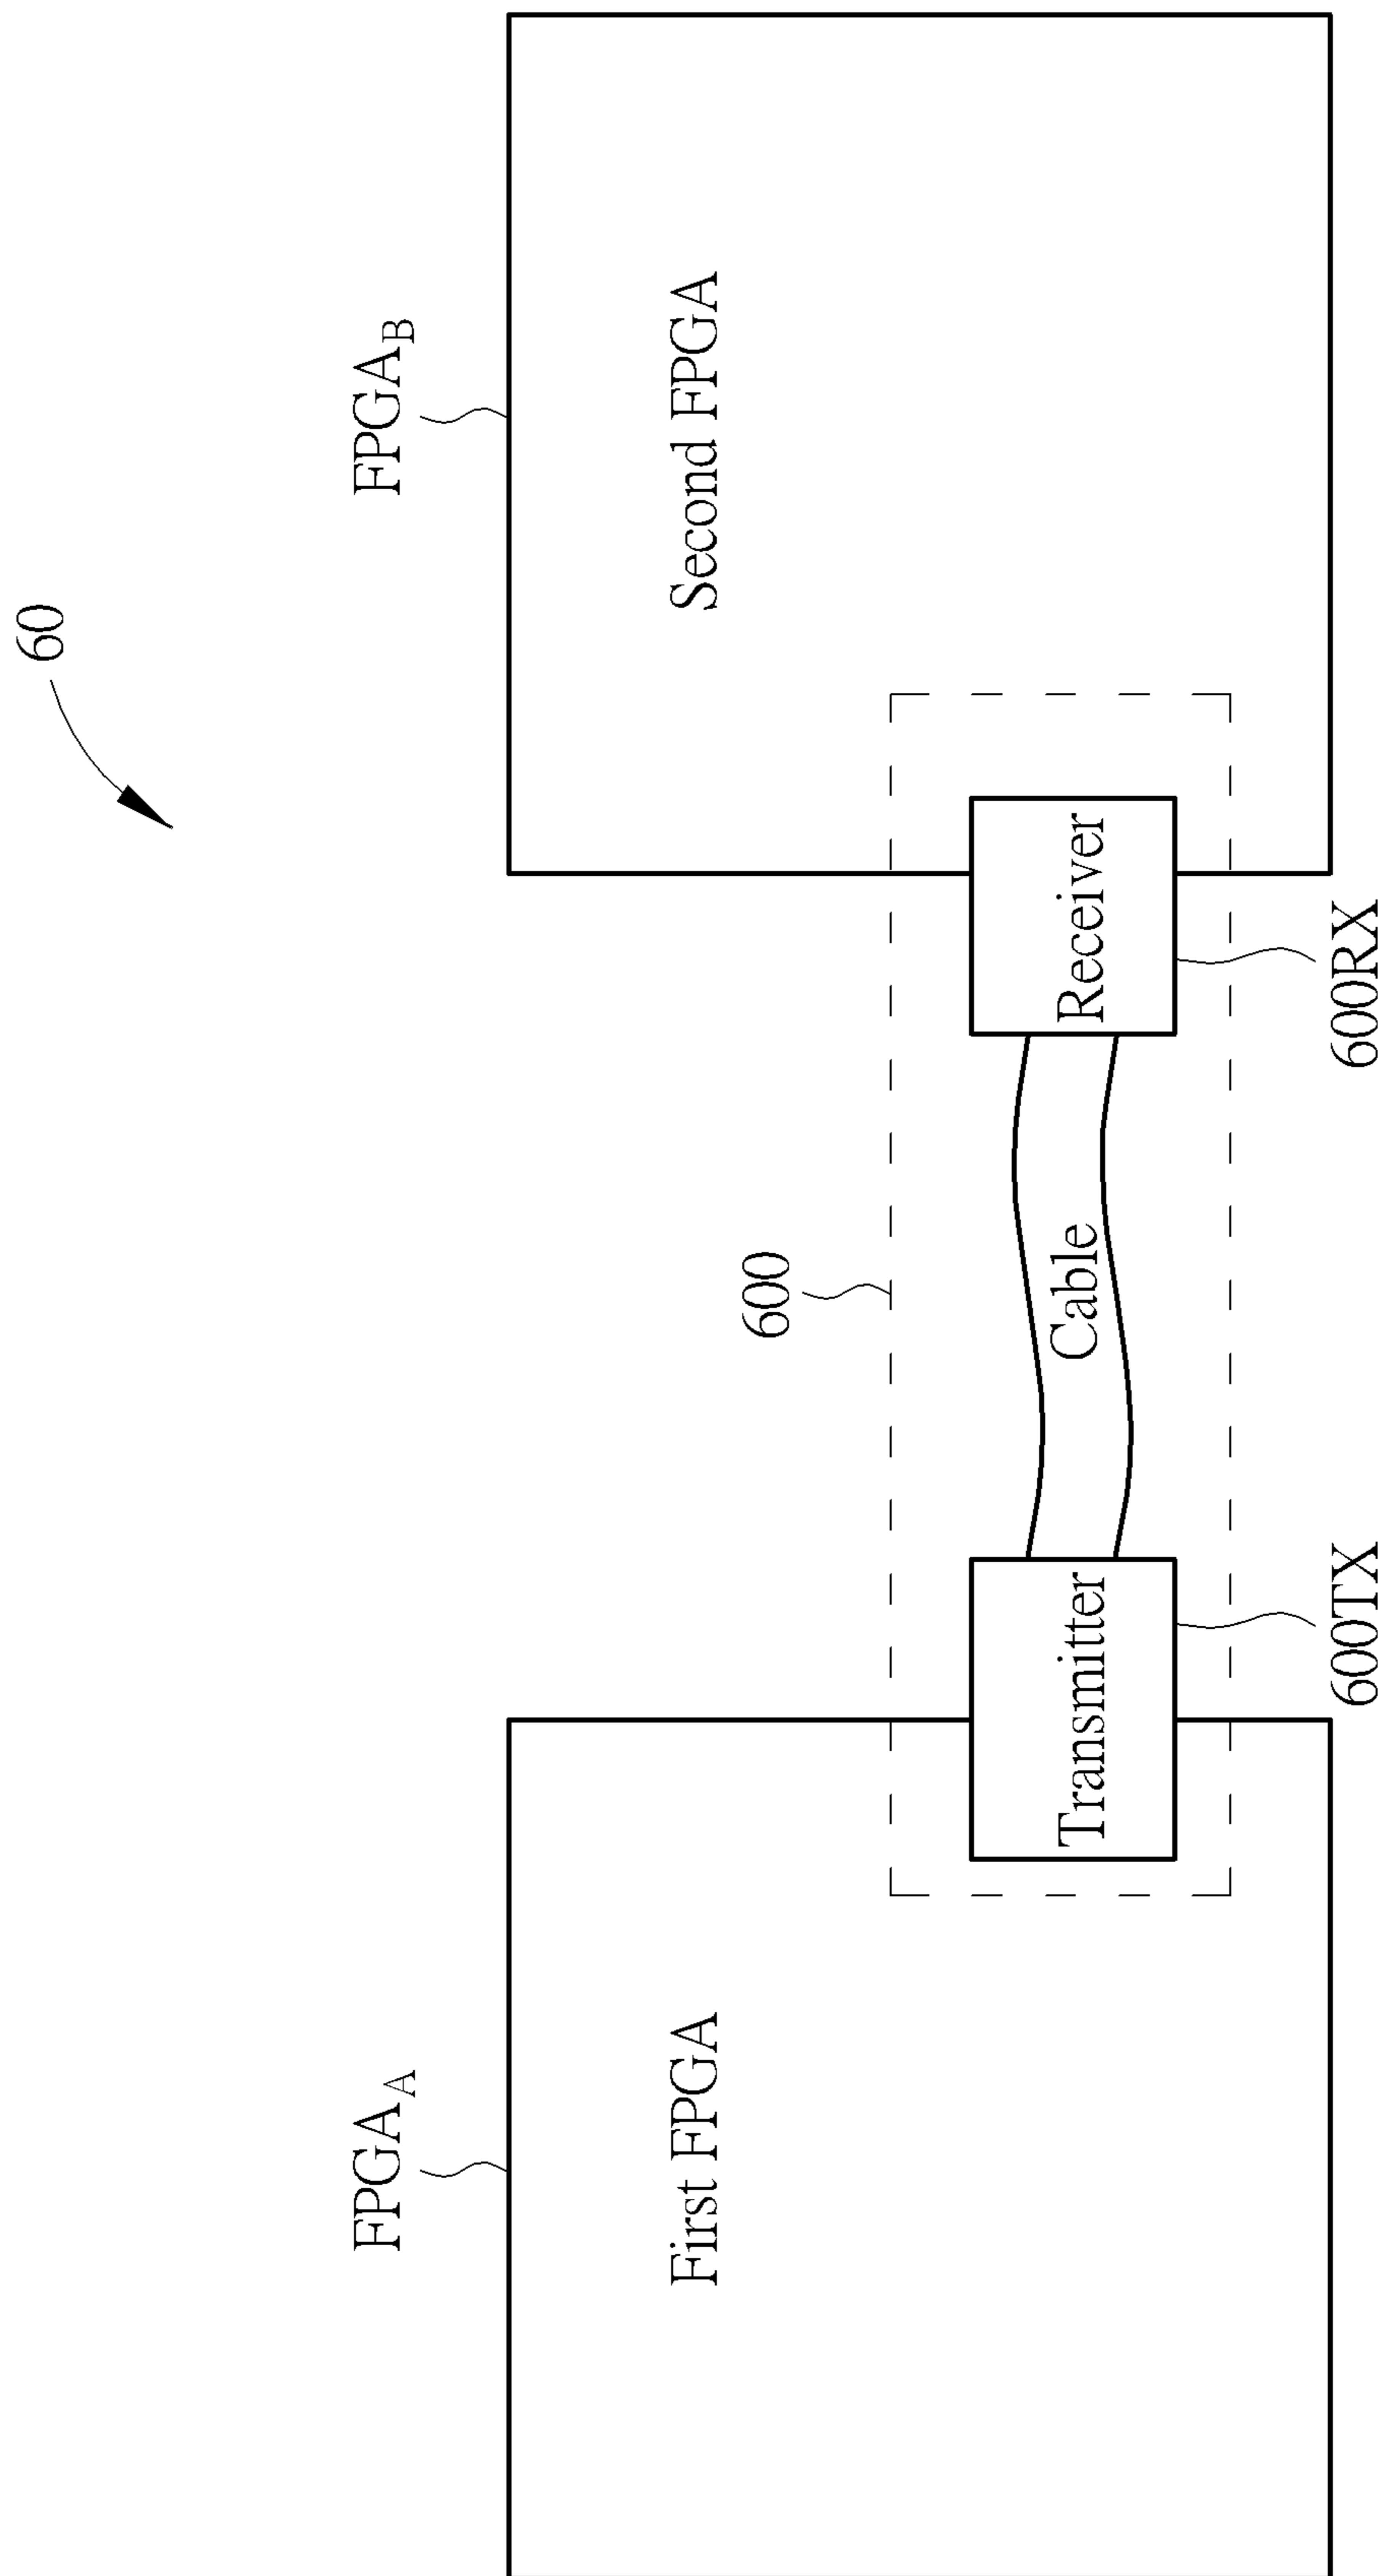 60
FPGA_A
FPGA_B
First FPGA
Second FPGA
600
Transmitter
Cable
Receiver
600TX
600RX